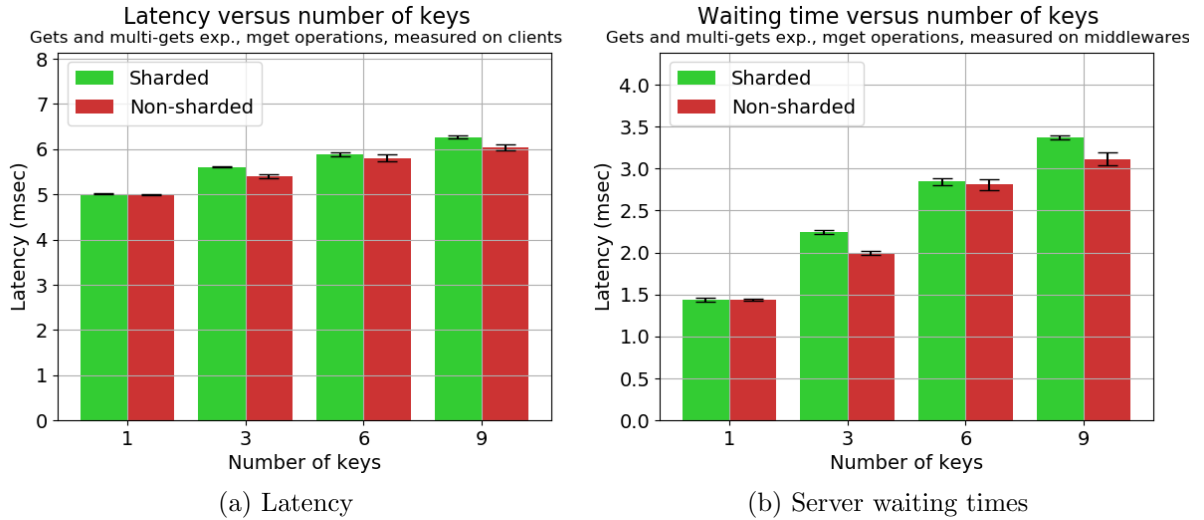 Latency versus number of keys
Gets and multi-gets exp., mget operations, measured on clients
Sharded
Non-sharded
Latency (msec)
8
7
6
5
4
3
2
1
0
1 3 6 9
Number of keys
(a) Latency
Waiting time versus number of keys
Gets and multi-gets exp., mget operations, measured on middlewares
Sharded
Non-sharded
Latency (msec)
4.0
3.5
3.0
2.5
2.0
1.5
1.0
0.5
0.0
1 3 6 9
Number of keys
(b) Server waiting times